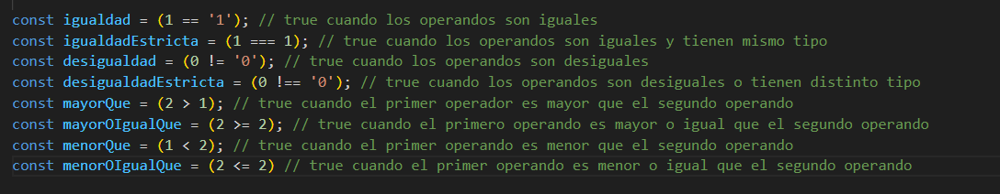 const igualdad = (1 == '1'); // true cuando los operandos son iguales
const igualdadEstricta = (1 === 1); // true cuando los operandos son iguales y tienen mismo tipo
const desigualdad = (0 != '0'); // true cuando los operandos son desiguales
const desigualdadEstricta = (0 !== '0'); // true cuando los operandos son desiguales o tienen distinto tipo
const mayorQue = (2 > 1); // true cuando el primer operador es mayor que el segundo operando
const mayorOIgualQue = (2 >= 2); // true cuando el primero operando es mayor o igual que el segundo operando
const menorQue = (1 < 2); // true cuando el primer operando es menor que el segundo operando
const menorOIgualQue = (2 <= 2) // true cuando el primer operando es menor o igual que el segundo operando